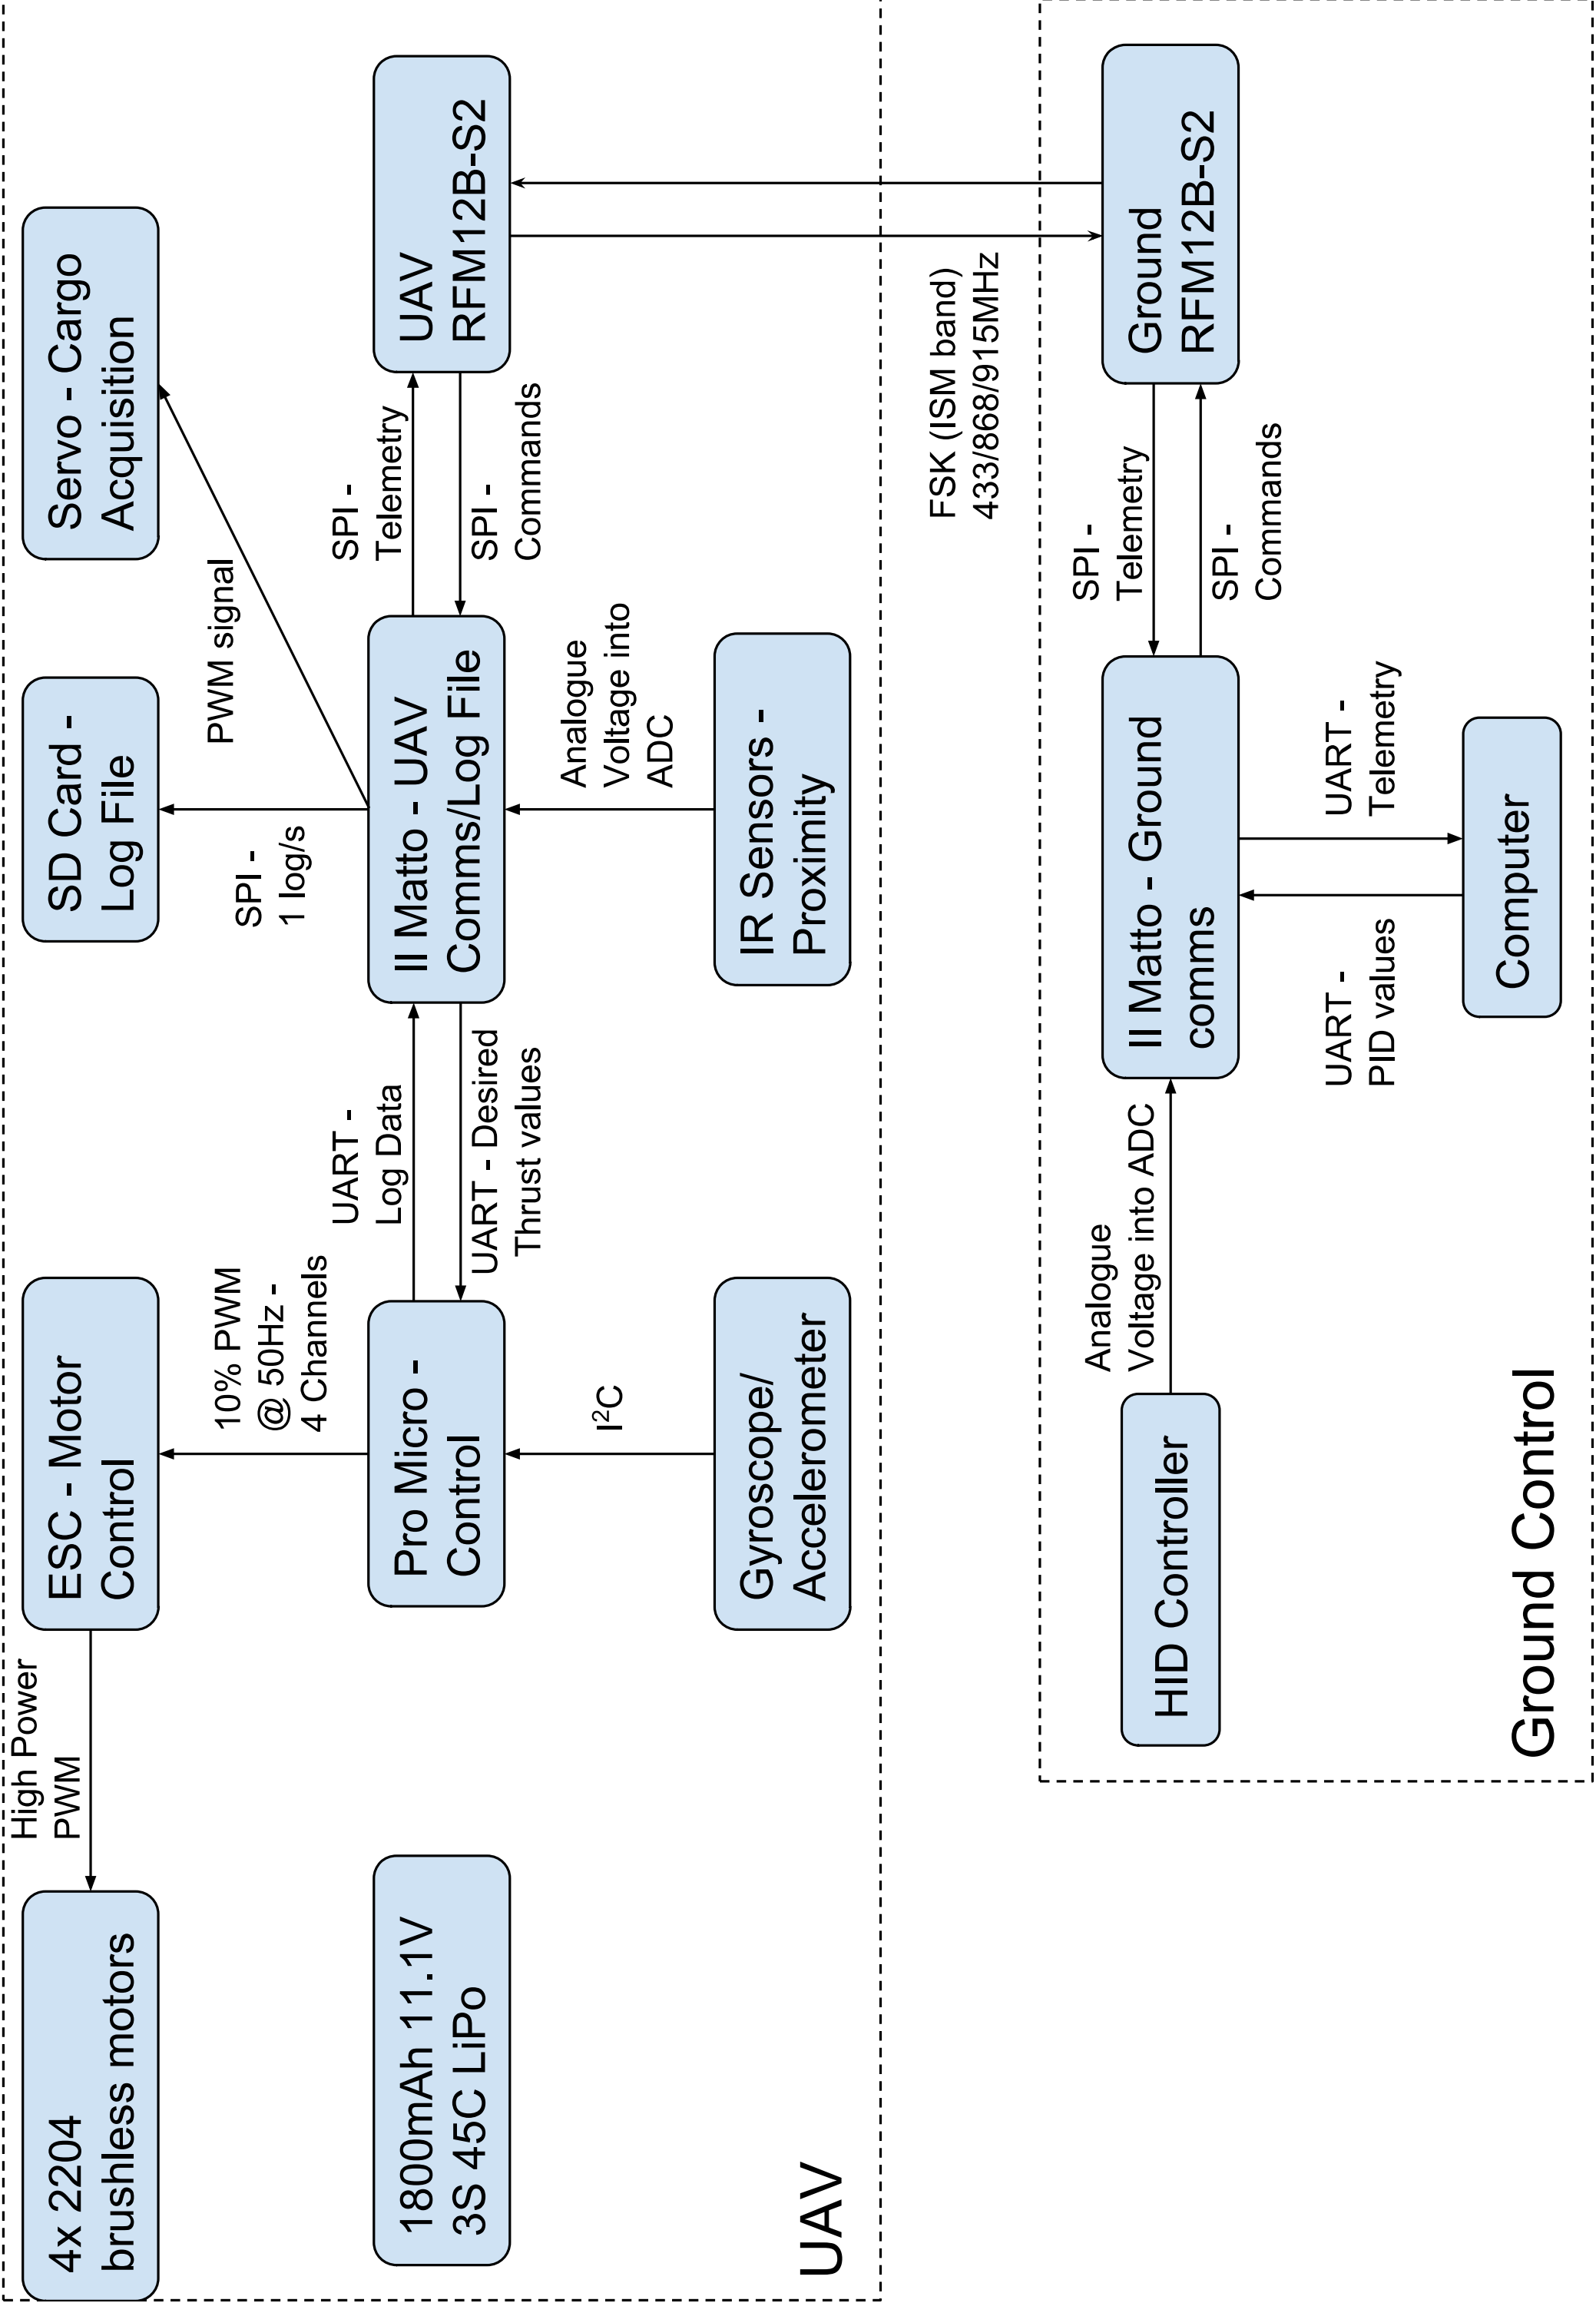 4x 2204
brushless motors
High Power
PWM
ESC - Motor
Control
SD Card -
Log File
Servo - Cargo
Acquisition
10% PWM
@ 50Hz -
4 Channels
SPI -
1 log/s
PWM signal
1800mAh 11.1V
3S 45C LiPo
Pro Micro -
Control
UART -
Log Data
UART - Desired
Thrust values
Il Matto - UAV
Comms/Log File
SPI -
Telemetry
SPI -
Commands
UAV
RFM12B-S2
I²C
Analogue
Voltage into
ADC
Gyroscope/
Accelerometer
IR Sensors -
Proximity
UAV
FSK (ISM band)
433/868/915MHz
HID Controller
Analogue
Voltage into ADC
Il Matto - Ground
comms
SPI -
Telemetry
SPI -
Commands
Ground
RFM12B-S2
UART -
PID values
UART -
Telemetry
Computer
Ground Control